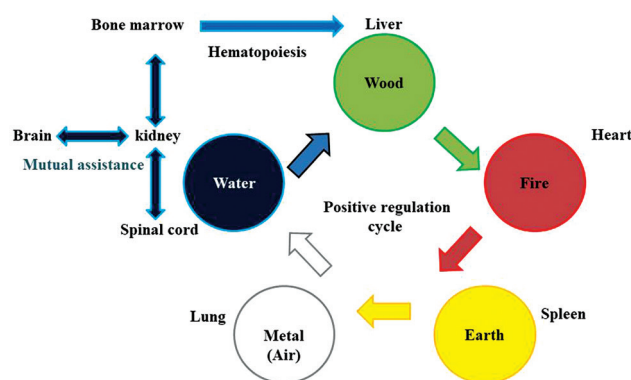 Bone marrow
Liver
Hematopoiesis
Wood
Brain
kidney
Heart
Mutual assistance
Water
Fire
Positive regulation
cycle
Spinal cord
Lung
Metal
(Air)
Earth
Spleen